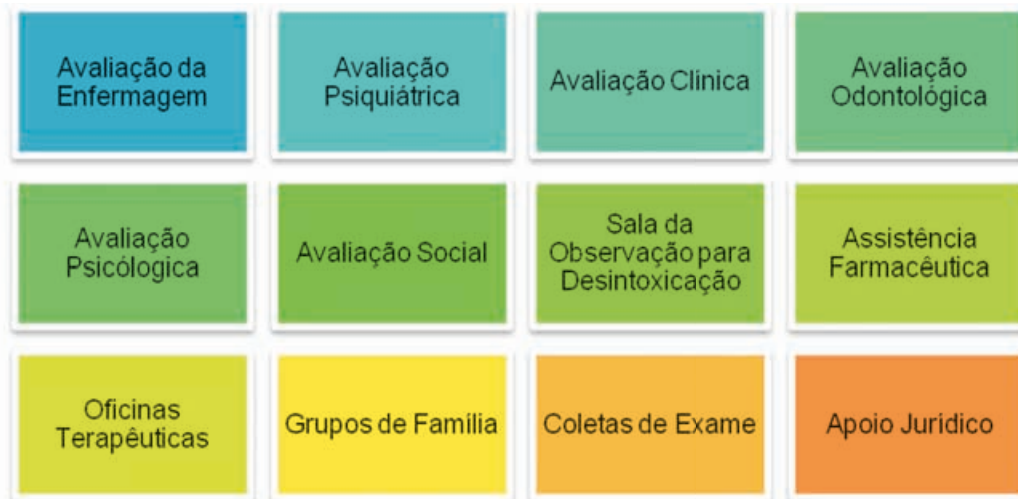 Avaliação da
Enfermagem
Avaliação
Psiquiátrica
Avaliação Clínica
Avaliação
Odontológica
Avaliação
Psicólogica
Avaliação Social
Sala da
Observação para
Desintoxicação
Assistência
Farmacêutica
Oficinas
Terapêuticas
Grupos de Família
Coletas de Exame
Apoio Jurídico